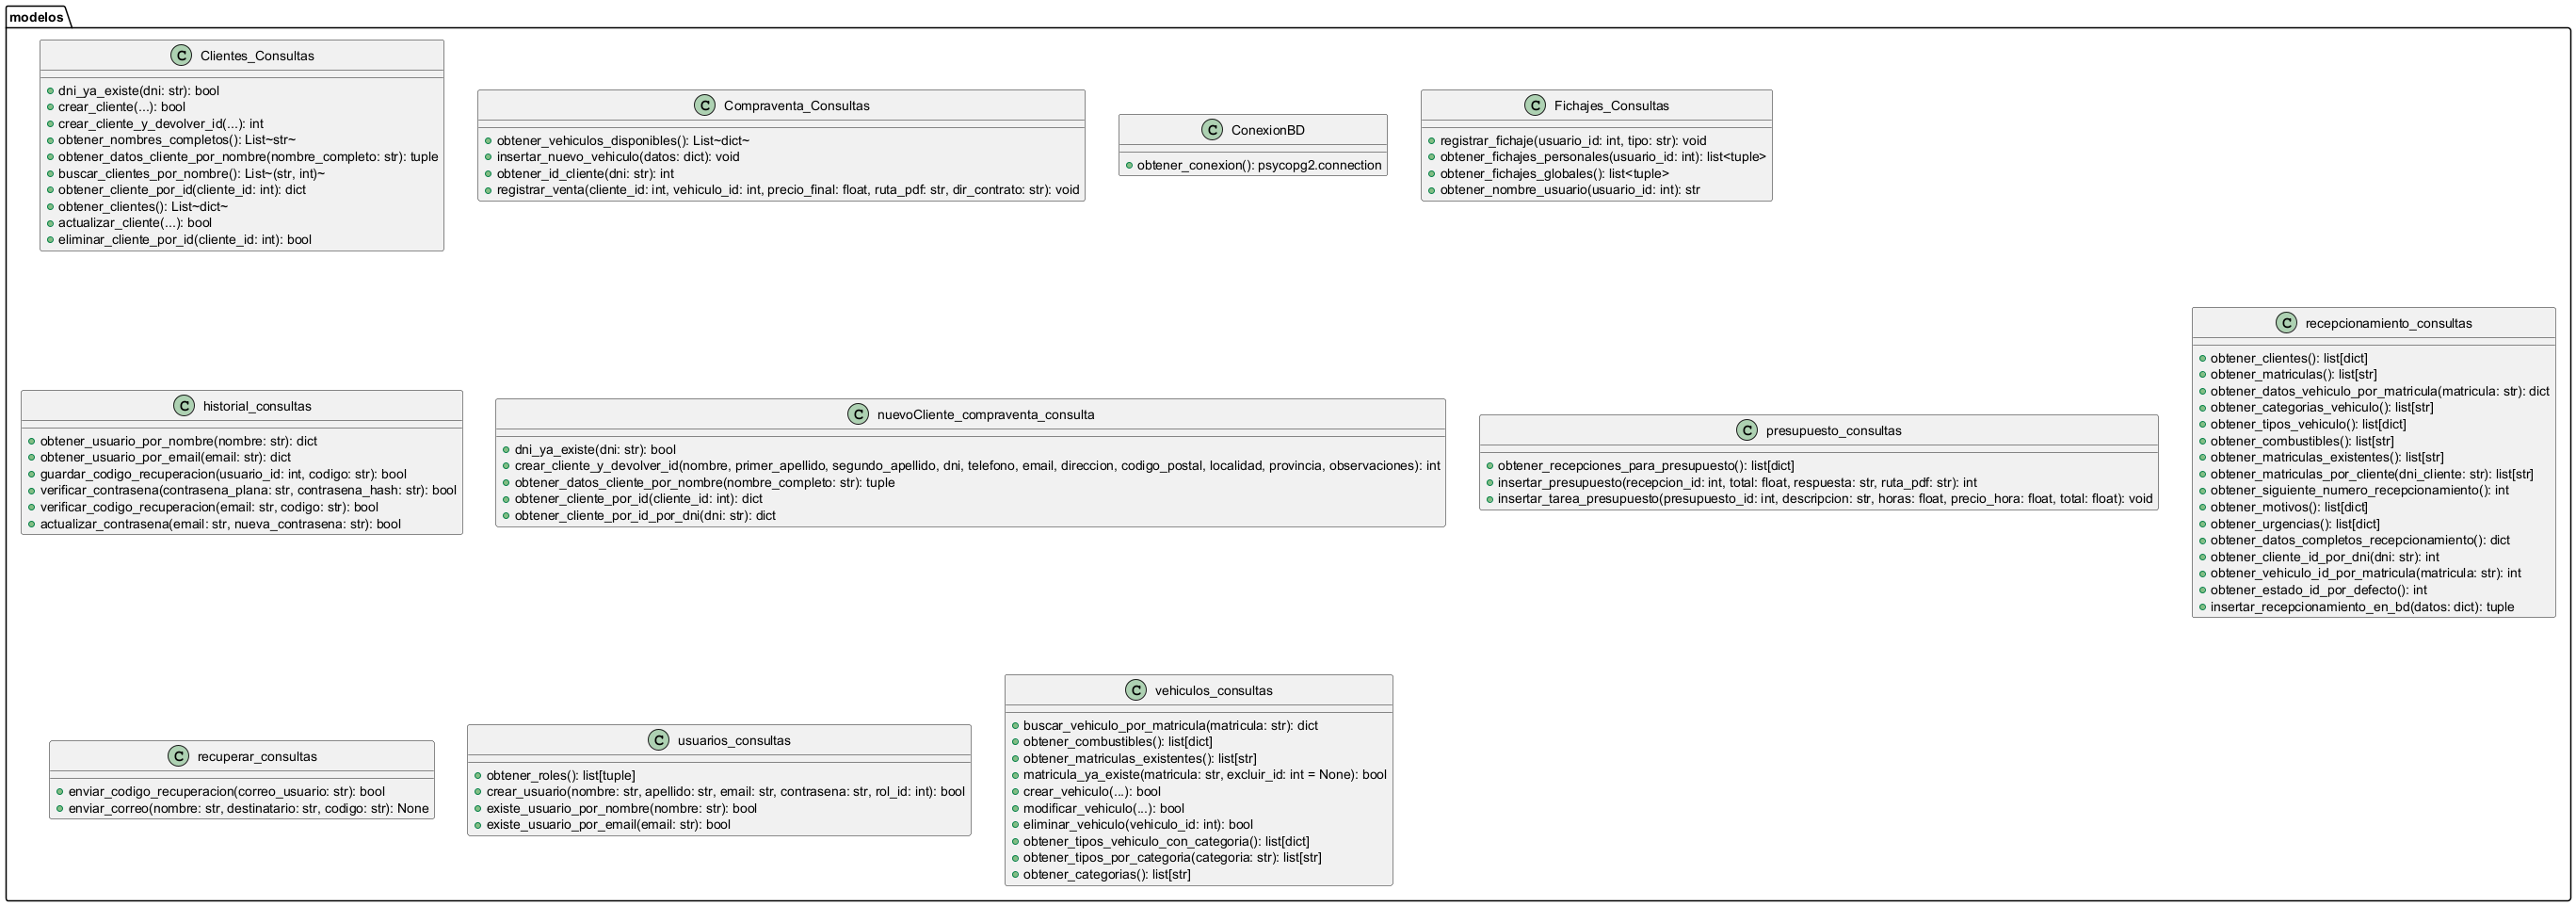 modelos
C Clientes_Consultas
dni_ya_existe(dni: str): bool
crear_cliente(...): bool
crear_cliente_y_devolver_id(...): int
obtener_nombres_completos(): List~str~
obtener_datos_cliente_por_nombre(nombre_completo: str): tuple
buscar_clientes_por_nombre(): List~(str, int)~
obtener_cliente_por_id(cliente_id: int): dict
obtener_clientes(): List~dict~
actualizar_cliente(...): bool
eliminar_cliente_por_id(cliente_id: int): bool
C Compraventa_Consultas
obtener_vehiculos_disponibles(): List~dict~
insertar_nuevo_vehiculo(datos: dict): void
obtener_id_cliente(dni: str): int
registrar_venta(cliente_id: int, vehiculo_id: int, precio_final: float, ruta_pdf: str, dir_contrato: str): void
C ConexionBD
obtener_conexion(): psycopg2.connection
C Fichajes_Consultas
registrar_fichaje(usuario_id: int, tipo: str): void
obtener_fichajes_personales(usuario_id: int): list<tuple>
obtener_fichajes_globales(): list<tuple>
obtener_nombre_usuario(usuario_id: int): str
C historial_consultas
obtener_usuario_por_nombre(nombre: str): dict
obtener_usuario_por_email(email: str): dict
guardar_codigo_recuperacion(usuario_id: int, codigo: str): bool
verificar_contrasena(contrasena_plana: str, contrasena_hash: str): bool
verificar_codigo_recuperacion(email: str, codigo: str): bool
actualizar_contrasena(email: str, nueva_contrasena: str): bool
C nuevoCliente_compraventa_consulta
dni_ya_existe(dni: str): bool
crear_cliente_y_devolver_id(nombre, primer_apellido, segundo_apellido, dni, telefono, email, direccion, codigo_postal, localidad, provincia, observaciones): int
obtener_datos_cliente_por_nombre(nombre_completo: str): tuple
obtener_cliente_por_id(cliente_id: int): dict
obtener_cliente_por_id_por_dni(dni: str): dict
C presupuesto_consultas
obtener_recepciones_para_presupuesto(): list[dict]
insertar_presupuesto(recepcion_id: int, total: float, respuesta: str, ruta_pdf: str): int
insertar_tarea_presupuesto(presupuesto_id: int, descripcion: str, horas: float, precio_hora: float, total: float): void
C recepcionamiento_consultas
obtener_clientes(): list[dict]
obtener_matriculas(): list[str]
obtener_datos_vehiculo_por_matricula(matricula: str): dict
obtener_categorias_vehiculo(): list[str]
obtener_tipos_vehiculo(): list[dict]
obtener_combustibles(): list[str]
obtener_matriculas_existentes(): list[str]
obtener_matriculas_por_cliente(dni_cliente: str): list[str]
obtener_siguiente_numero_recepcionamiento(): int
obtener_motivos(): list[dict]
obtener_urgencias(): list[dict]
obtener_datos_completos_recepcionamiento(): dict
obtener_cliente_id_por_dni(dni: str): int
obtener_vehiculo_id_por_matricula(matricula: str): int
obtener_estado_id_por_defecto(): int
insertar_recepcionamiento_en_bd(datos: dict): tuple
C recuperar_consultas
enviar_codigo_recuperacion(correo_usuario: str): bool
enviar_correo(nombre: str, destinatario: str, codigo: str): None
C usuarios_consultas
obtener_roles(): list[tuple]
crear_usuario(nombre: str, apellido: str, email: str, contrasena: str, rol_id: int): bool
existe_usuario_por_nombre(nombre: str): bool
existe_usuario_por_email(email: str): bool
C vehiculos_consultas
buscar_vehiculo_por_matricula(matricula: str): dict
obtener_combustibles(): list[dict]
obtener_matriculas_existentes(): list[str]
matricula_ya_existe(matricula: str, excluir_id: int = None): bool
crear_vehiculo(...): bool
modificar_vehiculo(...): bool
eliminar_vehiculo(vehiculo_id: int): bool
obtener_tipos_vehiculo_con_categoria(): list[dict]
obtener_tipos_por_categoria(categoria: str): list[str]
obtener_categorias(): list[str]